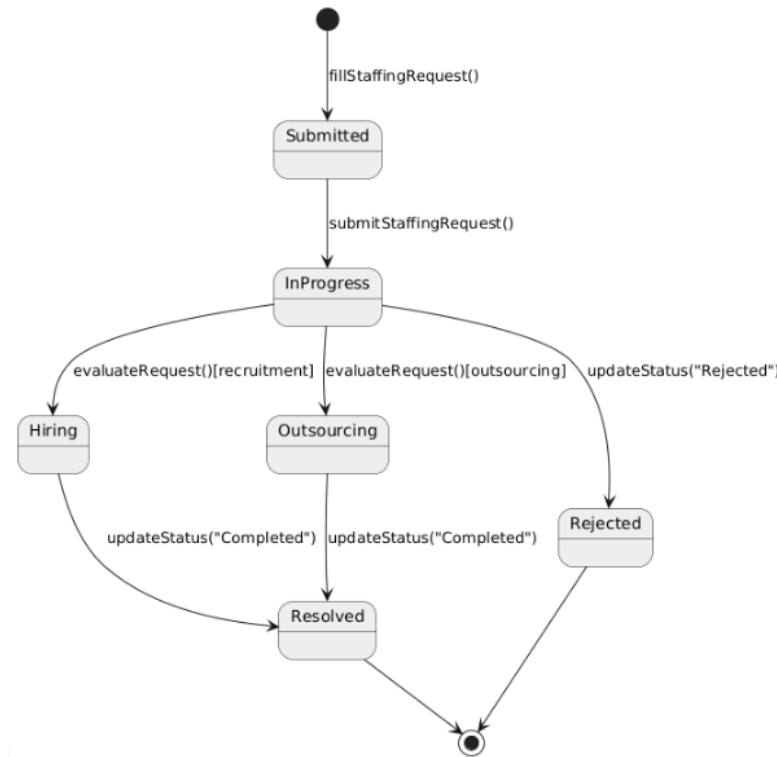 fillStaffingRequest()
Submitted
submitStaffingRequest()
InProgress
evaluateRequest()[recruitment]
evaluateRequest()[outsourcing]
updateStatus("Rejected")
Hiring
Outsourcing
Rejected
updateStatus("Completed")
updateStatus("Completed")
Resolved